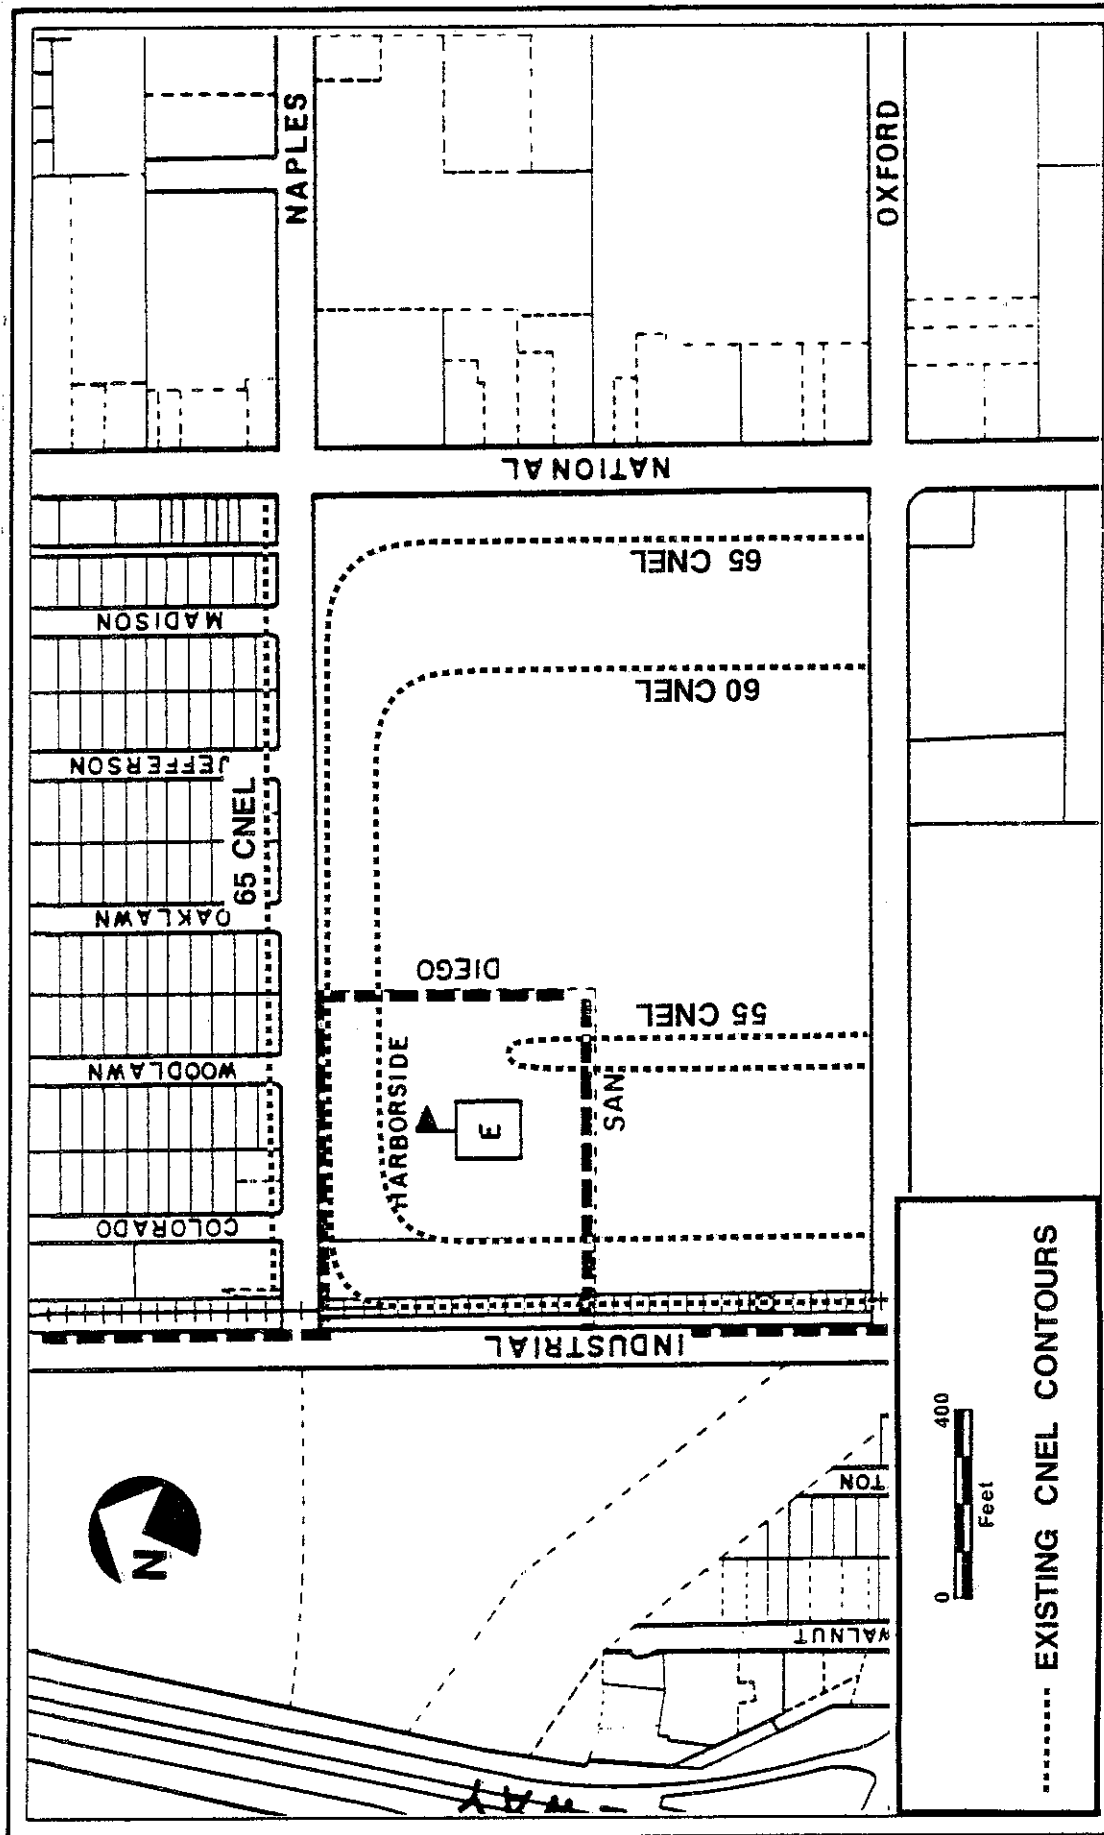 NAPLES
OXFORD
NATIONAL
MADISON
JEFFERSON
OAKLAWN
WOODLAWN
COLORADO
INDUSTRIAL
65 CNEL
65 CNEL
60 CNEL
55 CNEL
HARBORSIDE
E
SAN
DIEGO
WALNUT
TON
N
0 400
Feet
EXISTING CNEL CONTOURS